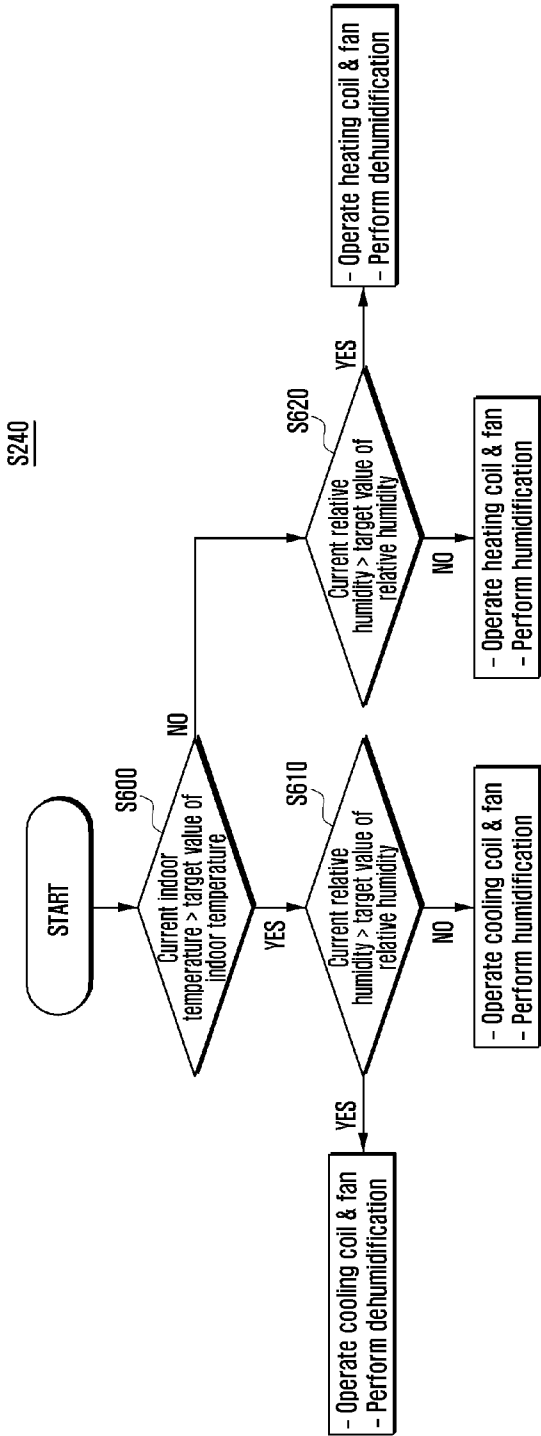 S240
START
S600
Current indoor
temperature > target value of
indoor temperature
NO
YES
S610
Current relative
humidity > target value of
relative humidity
S620
Current relative
humidity > target value of
relative humidity
YES
NO
YES
NO
- Operate cooling coil & fan
- Perform dehumidification
- Operate cooling coil & fan
- Perform humidification
- Operate heating coil & fan
- Perform humidification
- Operate heating coil & fan
- Perform dehumidification